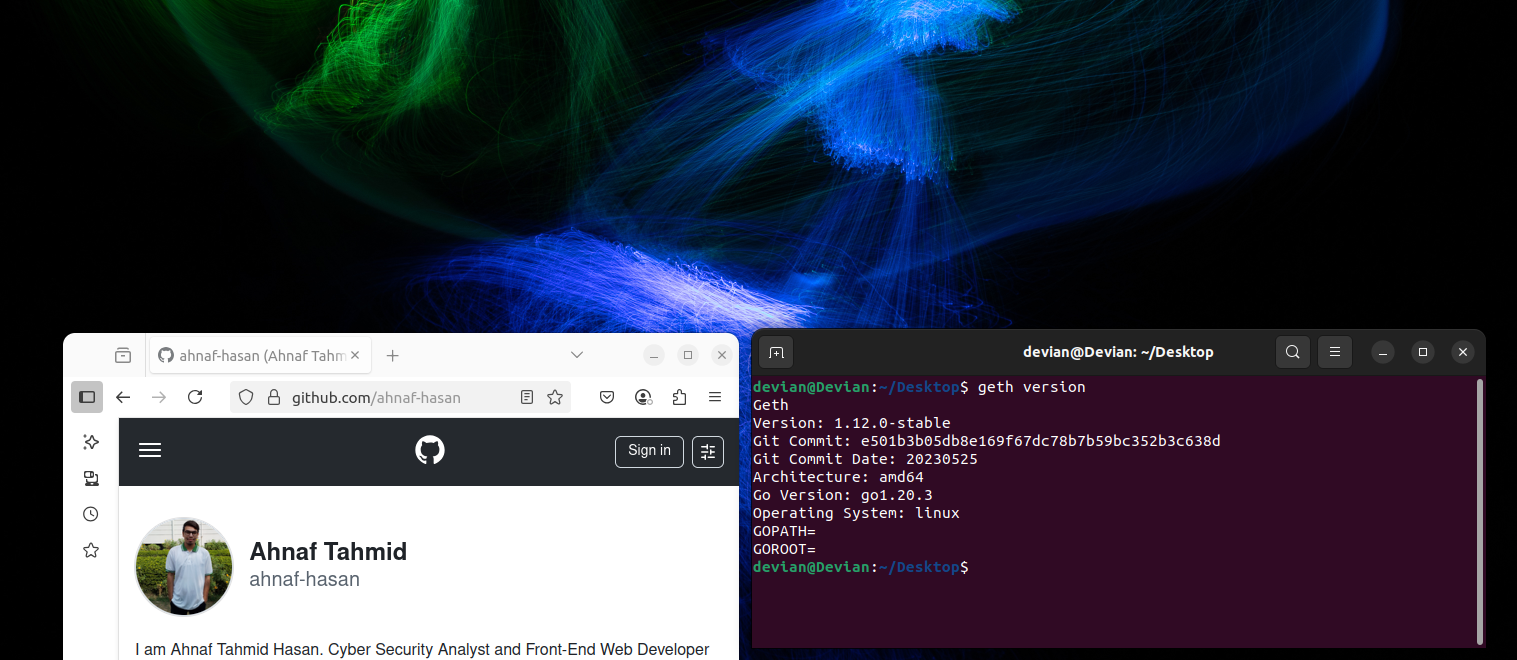 ahnaf-hasan (Ahnaf Tahm
github.com/ahnaf-hasan
Sign in
Ahnaf Tahmid
ahnaf-hasan
I am Ahnaf Tahmid Hasan. Cyber Security Analyst and Front-End Web Developer
devian@Devian: ~/Desktop
devian@Devian:~/Desktop$ geth version
Geth
Version: 1.12.0-stable
Git Commit: e501b3b05db8e169f67dc78b7b59bc352b3c638d
Git Commit Date: 20230525
Architecture: amd64
Go Version: go1.20.3
Operating System: linux
GOPATH=
GOROOT=
devian@Devian:~/Desktop$